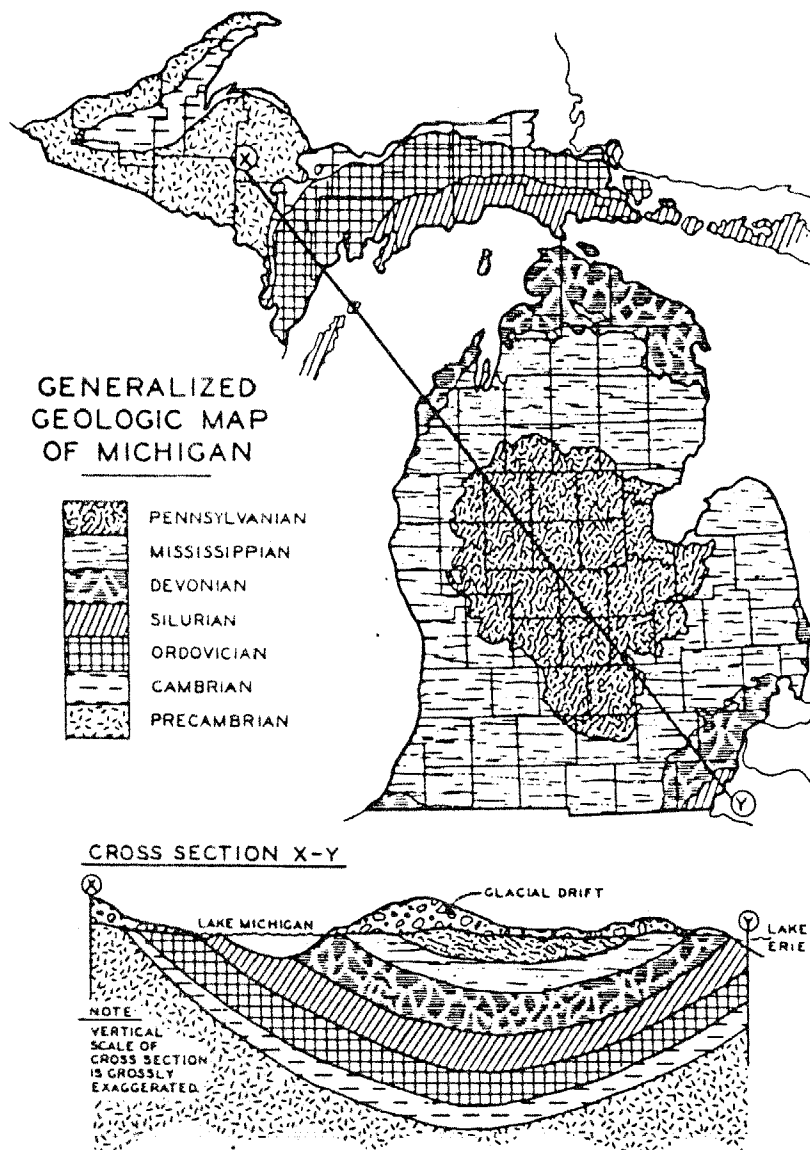 X
GENERALIZED
GEOLOGIC MAP
OF MICHIGAN
PENNSYLVANIAN
MISSISSIPPIAN
DEVONIAN
SILURIAN
ORDOVICIAN
CAMBRIAN
PRECAMBRIAN
Y
CROSS SECTION X-Y
X
GLACIAL DRIFT
LAKE MICHIGAN
Y
LAKE
ERIE
NOTE
VERTICAL
SCALE OF
CROSS SECTION
IS GROSSLY
EXAGGERATED.